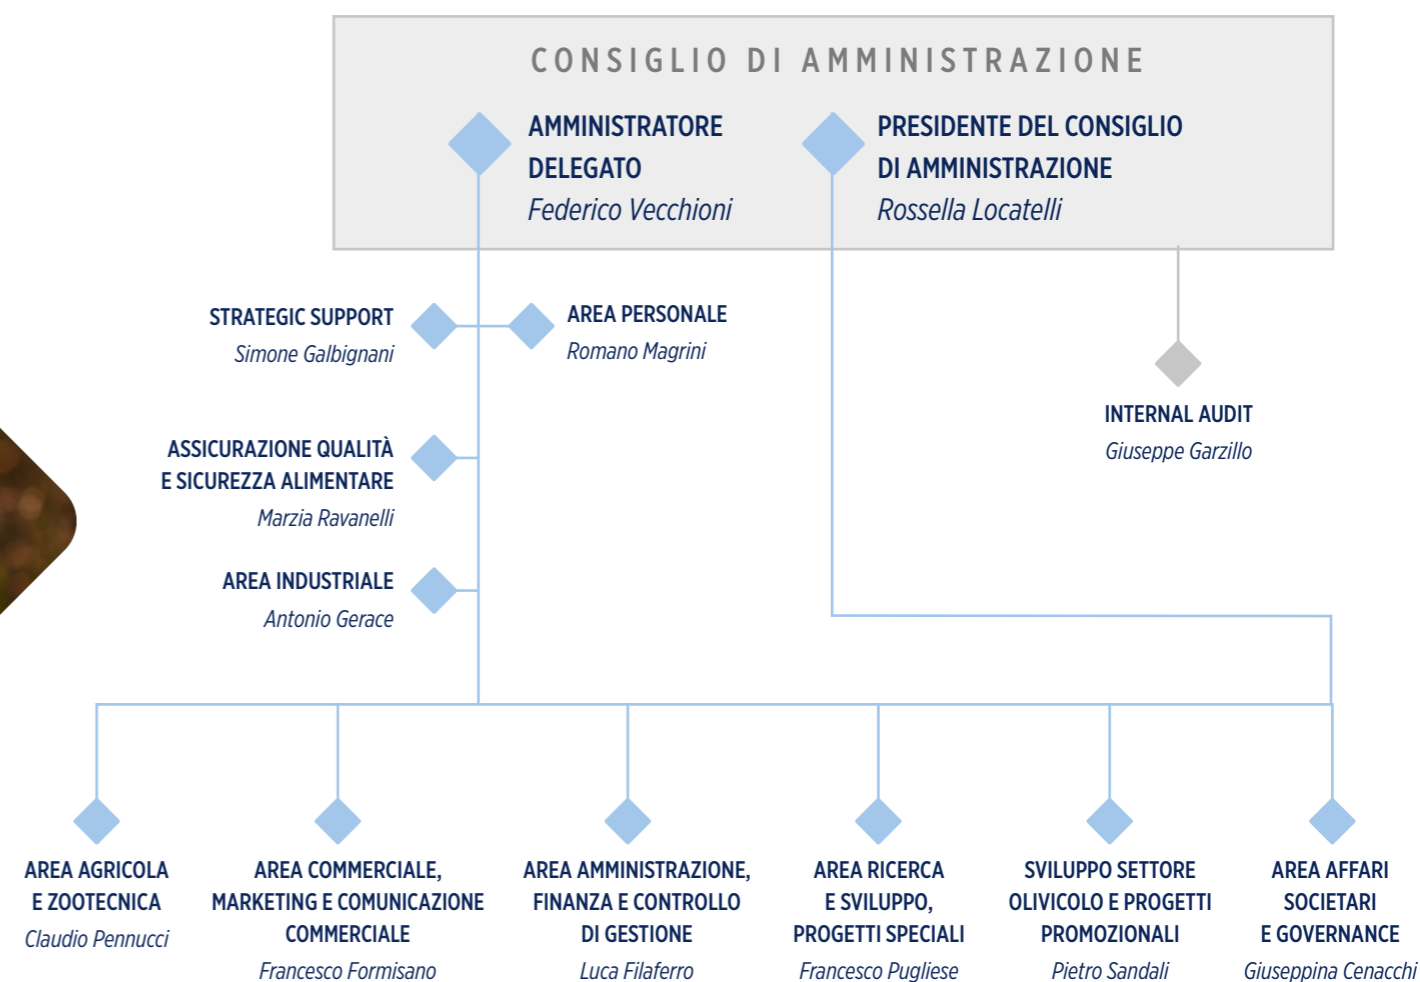 CONSIGLIO DI AMMINISTRAZIONE
AMMINISTRATORE
DELEGATO
Federico Vecchioni
PRESIDENTE DEL CONSIGLIO
DI AMMINISTRAZIONE
Rossella Locatelli
STRATEGIC SUPPORT
Simone Galbignani
AREA PERSONALE
Romano Magrini
INTERNAL AUDIT
Giuseppe Garzillo
ASSICURAZIONE QUALITÀ
E SICUREZZA ALIMENTARE
Marzia Ravanelli
AREA INDUSTRIALE
Antonio Gerace
AREA AGRICOLA
E ZOOTECNICA
Claudio Pennucci
AREA COMMERCIALE,
MARKETING E COMUNICAZIONE
COMMERCIALE
Francesco Formisano
AREA AMMINISTRAZIONE,
FINANZA E CONTROLLO
DI GESTIONE
Luca Filaferro
AREA RICERCA
E SVILUPPO,
PROGETTI SPECIALI
Francesco Pugliese
SVILUPPO SETTORE
OLIVICOLO E PROGETTI
PROMOZIONALI
Pietro Sandali
AREA AFFARI
SOCIETARI
E GOVERNANCE
Giuseppina Cenacchi